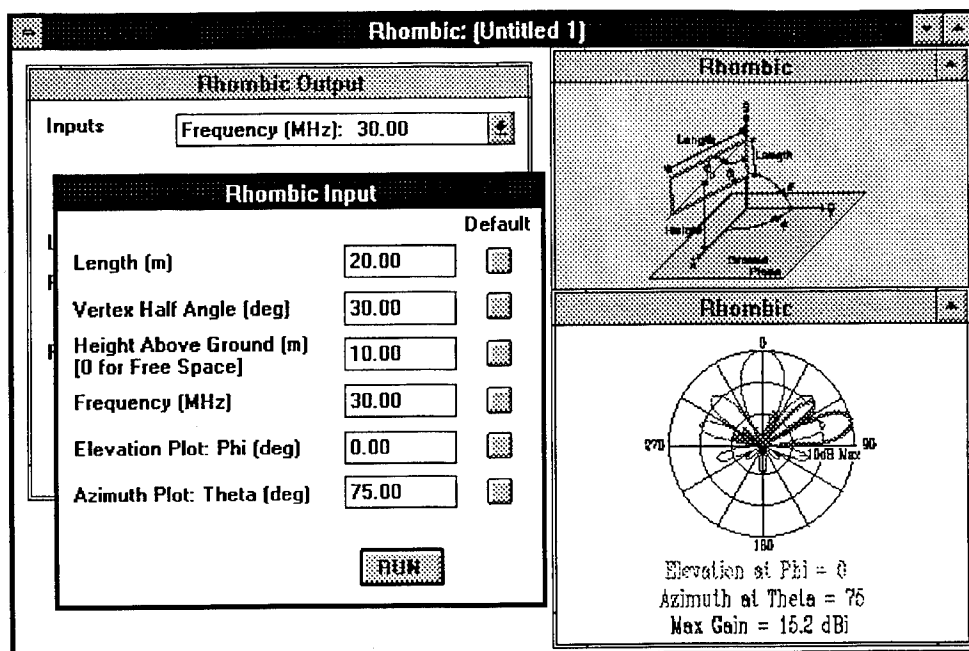 Rhombic: (Untitled 1)
Rhombic Output
Inputs
Frequency (MHz): 30.00
Rhombic Input
Default
Length (m)
20.00
Vertex Half Angle (deg)
30.00
Height Above Ground (m)
[0 for Free Space]
10.00
Frequency (MHz)
30.00
Elevation Plot: Phi (deg)
0.00
Azimuth Plot: Theta (deg)
75.00
RUN
Rhombic
Length
Length
Height
Ground
Plane
Rhombic
0
270
90
-10dB Max
180
Elevation at Phi = 0
Azimuth at Theta = 75
Max Gain = 15.2 dBi